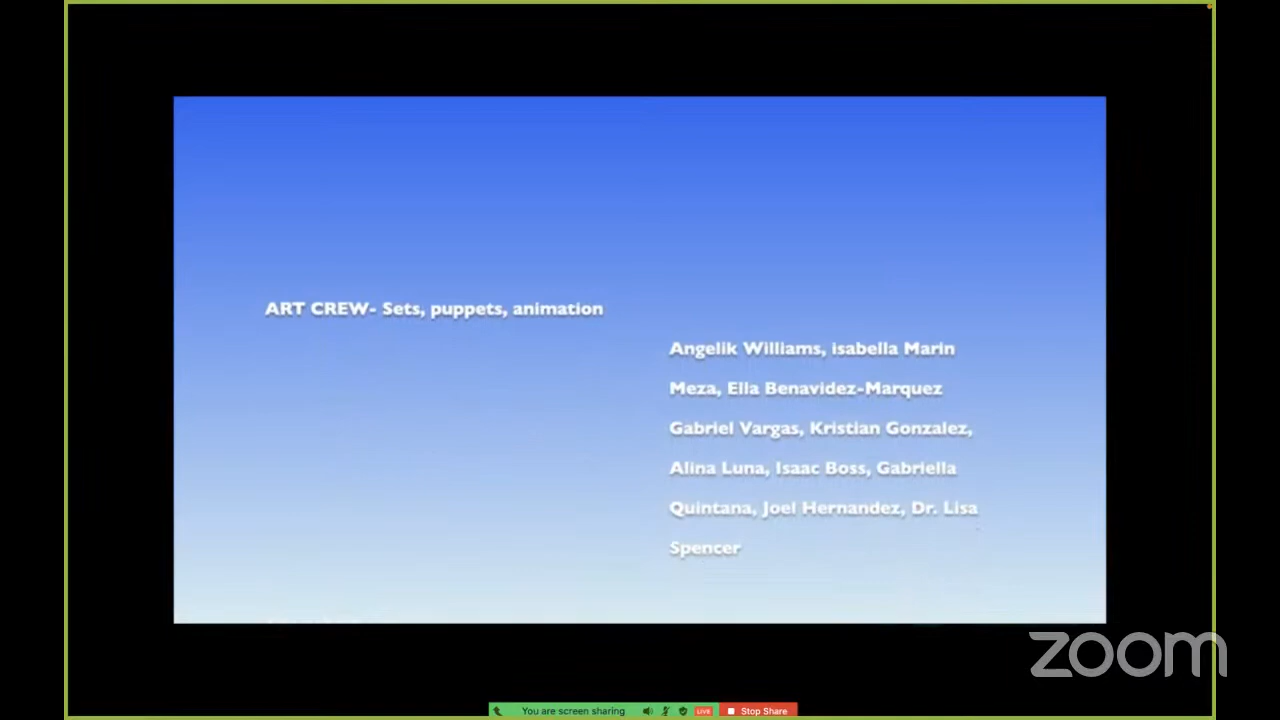 ART CREW- Sets, puppets, animation
Angelik Williams, isabella Marin
Meza, Ella Benavidez-Marquez
Gabriel Vargas, Kristian Gonzalez,
Alina Luna, Isaac Boss, Gabriella
Quintana, Joel Hernandez, Dr. Lisa
Spencer
zoom
You are screen sharing LIVE Stop Share